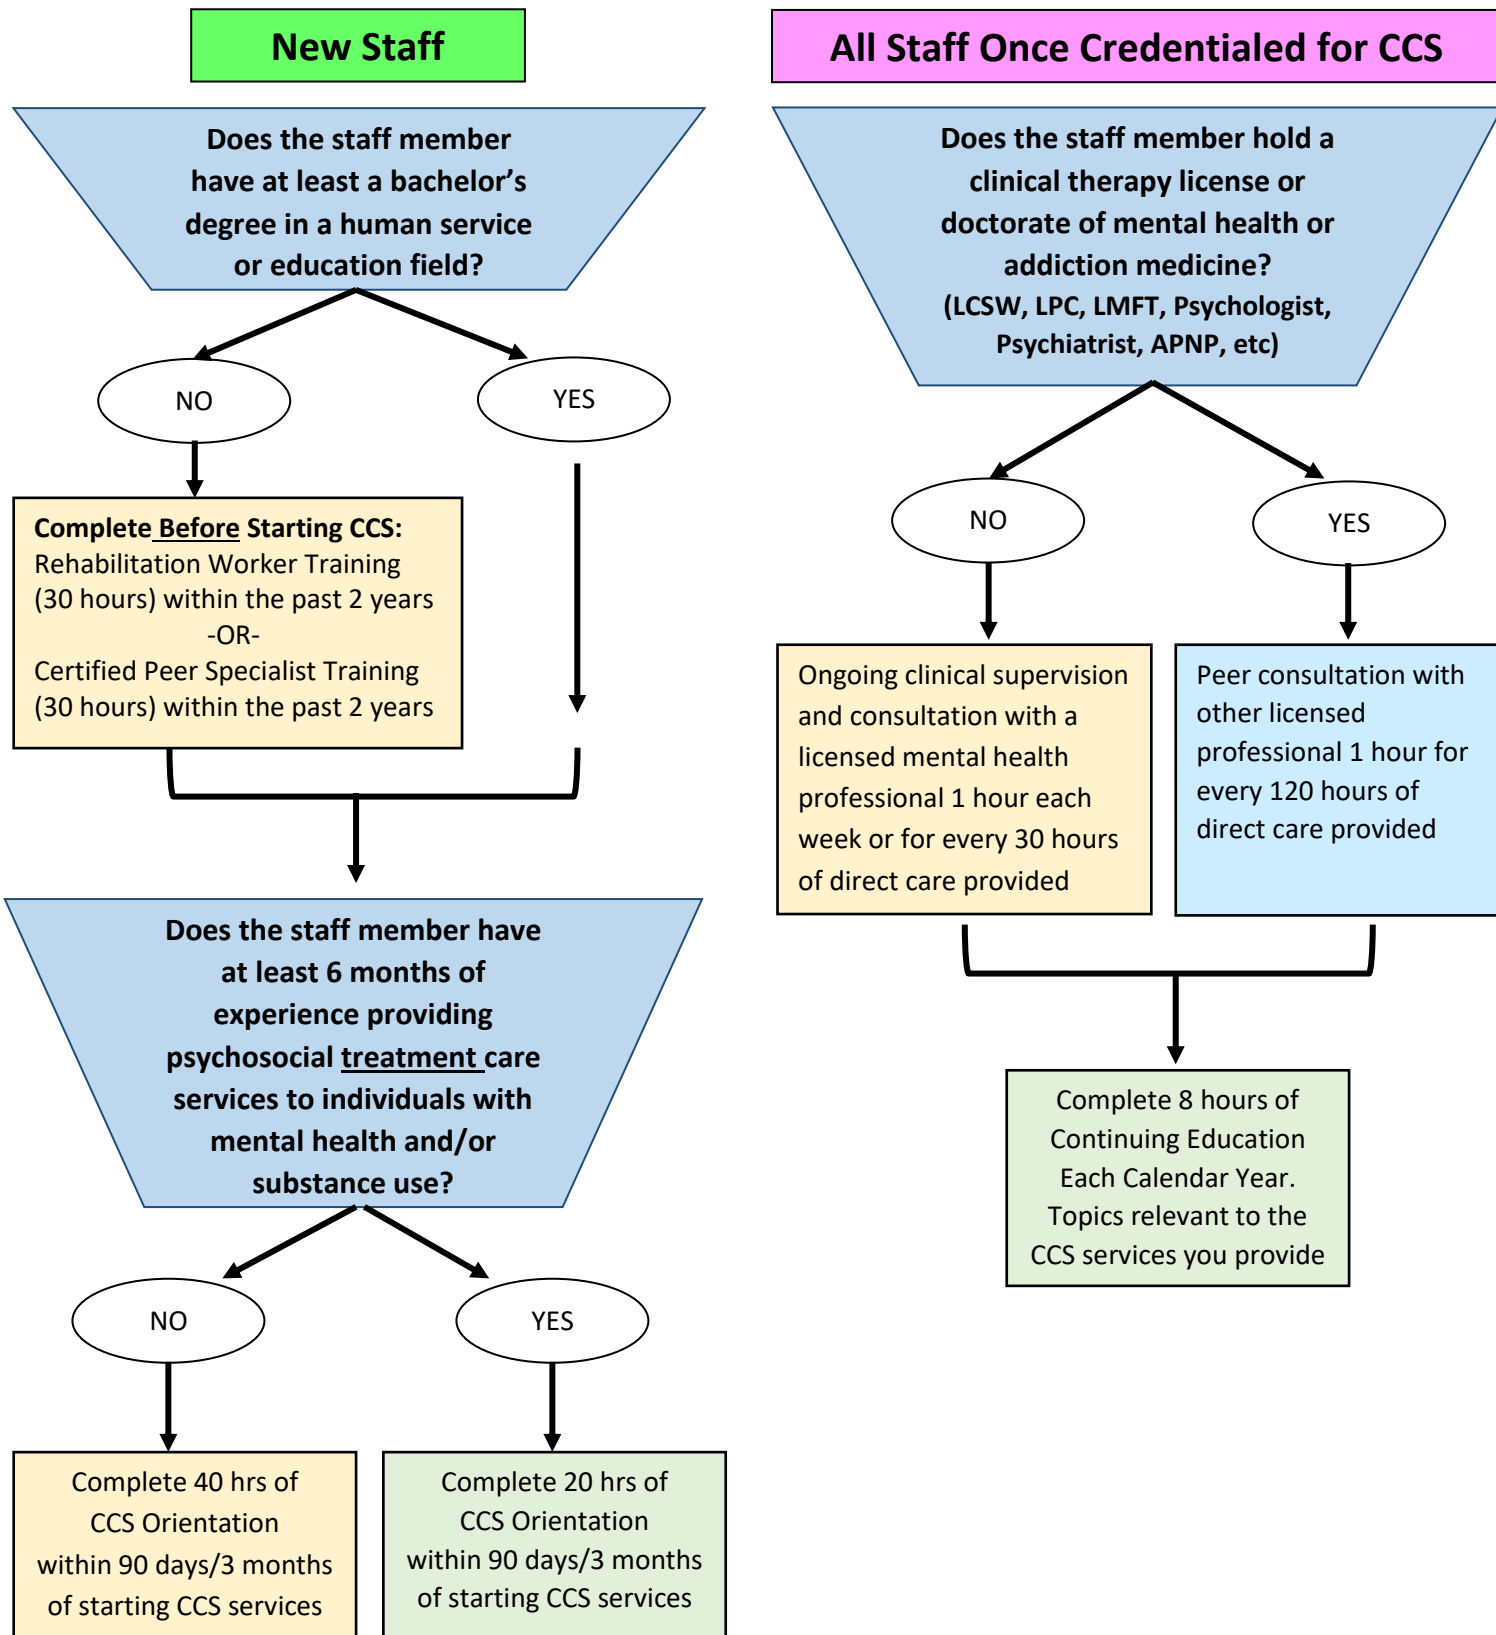 New Staff
Does the staff member
have at least a bachelor’s
degree in a human service
or education field?
NO
YES
Complete Before Starting CCS:
Rehabilitation Worker Training
(30 hours) within the past 2 years
-OR-
Certified Peer Specialist Training
(30 hours) within the past 2 years
Does the staff member have
at least 6 months of
experience providing
psychosocial treatment care
services to individuals with
mental health and/or
substance use?
NO
YES
Complete 40 hrs of
CCS Orientation
within 90 days/3 months
of starting CCS services
Complete 20 hrs of
CCS Orientation
within 90 days/3 months
of starting CCS services
All Staff Once Credentialed for CCS
Does the staff member hold a
clinical therapy license or
doctorate of mental health or
addiction medicine?
(LCSW, LPC, LMFT, Psychologist,
Psychiatrist, APNP, etc)
NO
YES
Ongoing clinical supervision
and consultation with a
licensed mental health
professional 1 hour each
week or for every 30 hours
of direct care provided
Peer consultation with
other licensed
professional 1 hour for
every 120 hours of
direct care provided
Complete 8 hours of
Continuing Education
Each Calendar Year.
Topics relevant to the
CCS services you provide